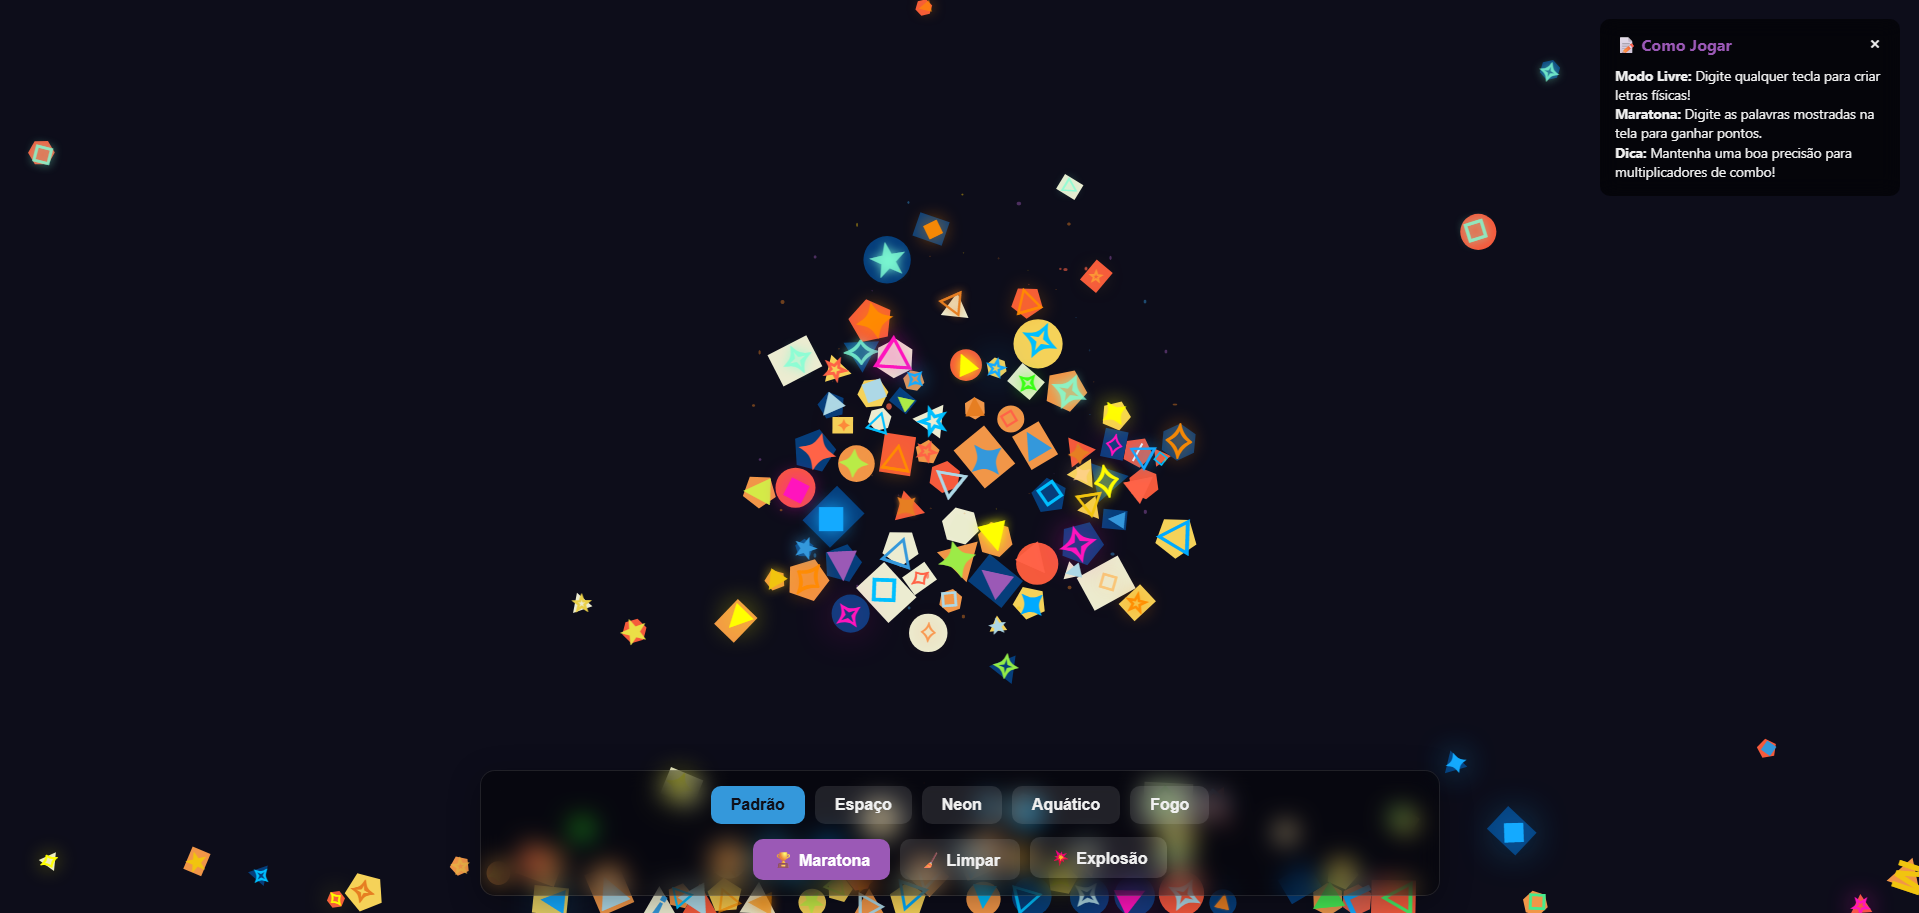 Como Jogar
×
Modo Livre: Digite qualquer tecla para criar
letras físicas!
Maratona: Digite as palavras mostradas na
tela para ganhar pontos.
Dica: Mantenha uma boa precisão para
multiplicadores de combo!
Padrão Espaço Neon Aquático Fogo
Maratona Limpar Explosão